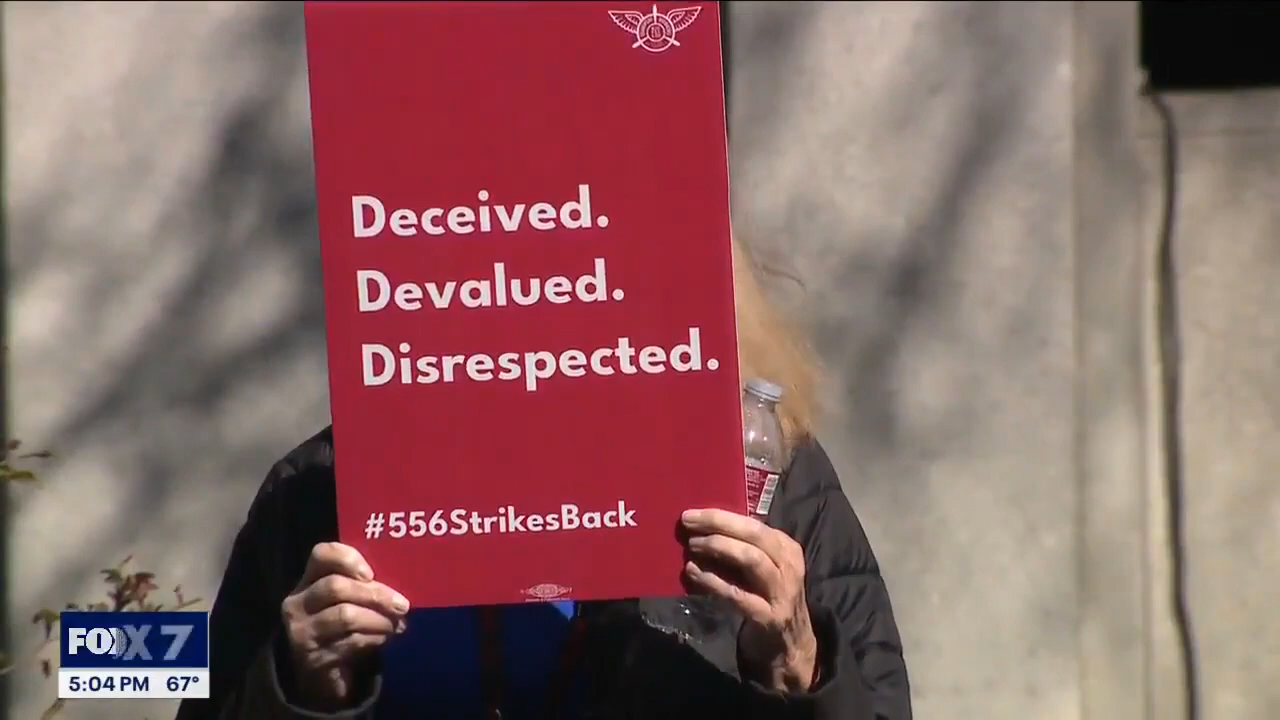 Deceived.
Devalued.
Disrespected.
#556StrikesBack
FOX 7
5:04 PM 67°